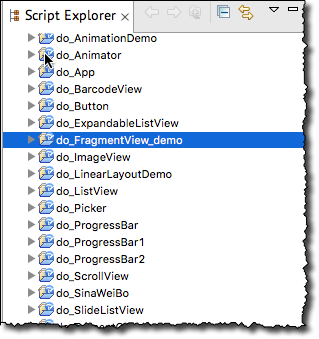 Script Explorer
do_AnimationDemo
do_Animator
do_App
do_BarcodeView
do_Button
do_ExpandableListView
do_FragmentView_demo
do_ImageView
do_LinearLayoutDemo
do_ListView
do_Picker
do_ProgressBar
do_ProgressBar1
do_ProgressBar2
do_ScrollView
do_SinaWeiBo
do_SlideListView